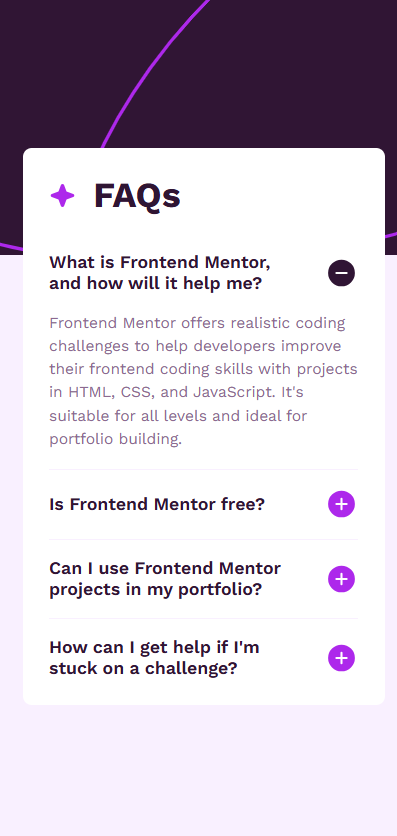 FAQs
What is Frontend Mentor,
and how will it help me?
Frontend Mentor offers realistic coding
challenges to help developers improve
their frontend coding skills with projects
in HTML, CSS, and JavaScript. It's
suitable for all levels and ideal for
portfolio building.
Is Frontend Mentor free?
Can I use Frontend Mentor
projects in my portfolio?
How can I get help if I'm
stuck on a challenge?